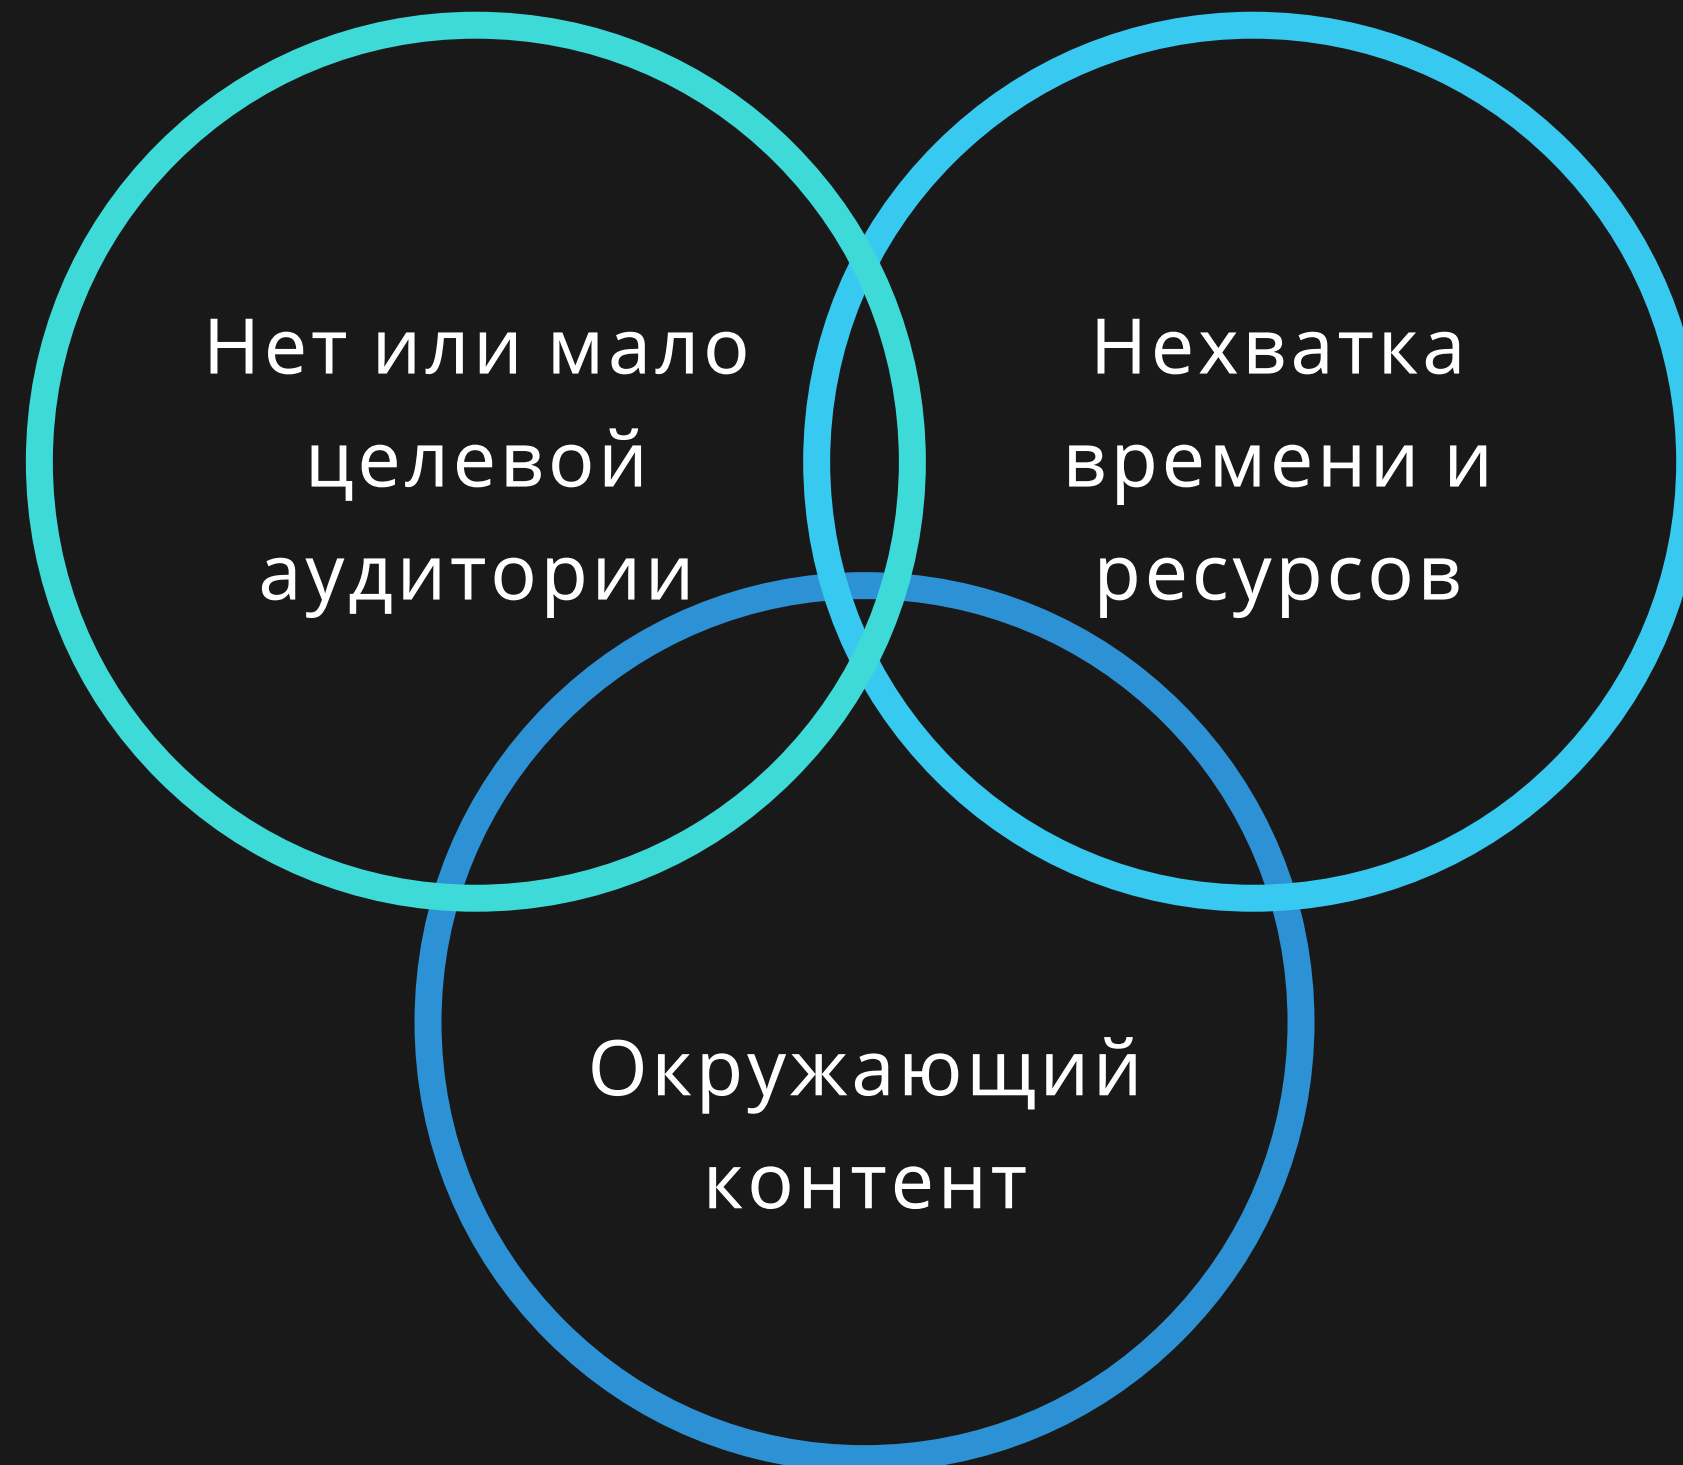 Нет или мало
целевой
аудитории
Нехватка
времени и
ресурсов
Окружающий
контент